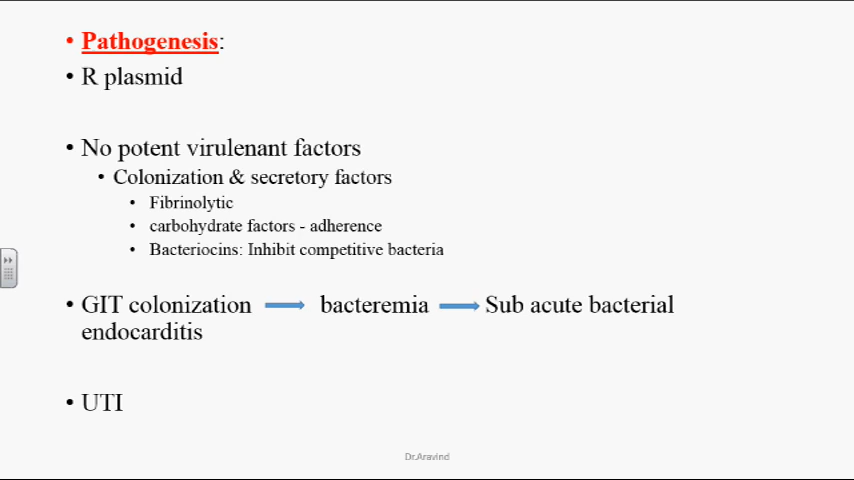 • Pathogenesis:
• R plasmid
• No potent virulenant factors
• Colonization & secretory factors
• Fibrinolytic
• carbohydrate factors - adherence
• Bacteriocins: Inhibit competitive bacteria
• GIT colonization → bacteremia → Sub acute bacterial
endocarditis
• UTI
Dr.Aravind